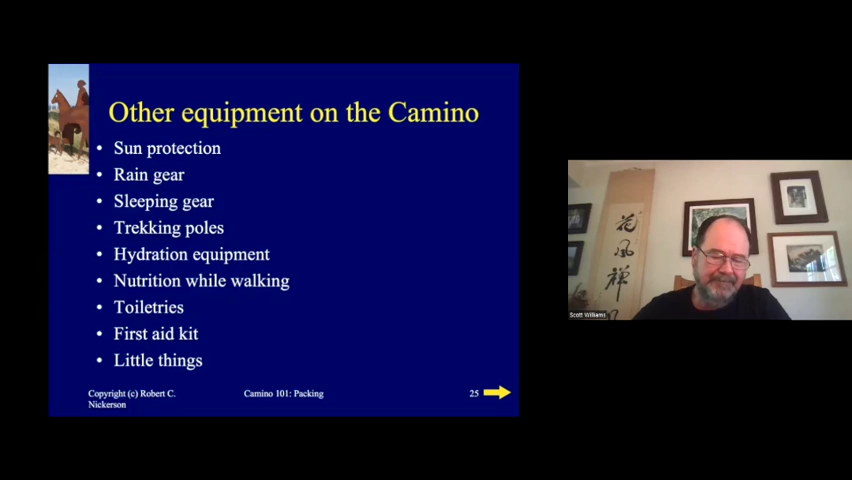 Other equipment on the Camino
• Sun protection
• Rain gear
• Sleeping gear
• Trekking poles
• Hydration equipment
• Nutrition while walking
• Toiletries
• First aid kit
• Little things
Copyright (c) Robert C.
Nickerson
Camino 101: Packing
25
花
風
禅
Scott Williams